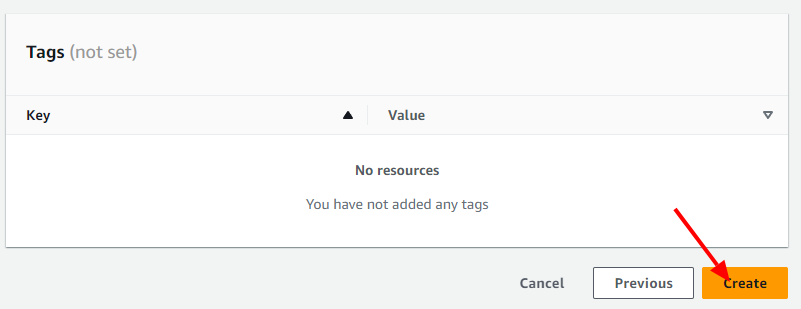 Tags (not set)
Key Value
No resources
You have not added any tags
Cancel Previous Create